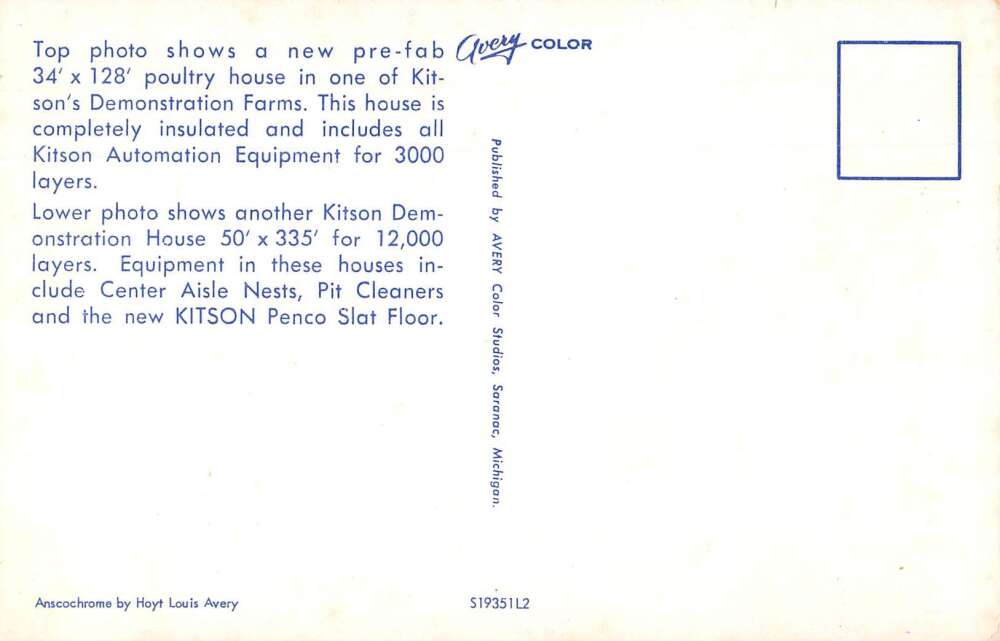 Top photo shows a new pre-fab
34' x 128' poultry house in one of Kit-
son's Demonstration Farms. This house is
completely insulated and includes all
Kitson Automation Equipment for 3000
layers.
Lower photo shows another Kitson Dem-
onstration House 50' x 335' for 12,000
layers. Equipment in these houses in-
clude Center Aisle Nests, Pit Cleaners
and the new KITSON Penco Slat Floor.
Avery COLOR
Published by AVERY Color Studios, Saranac, Michigan.
Anscochrome by Hoyt Louis Avery
S19351L2